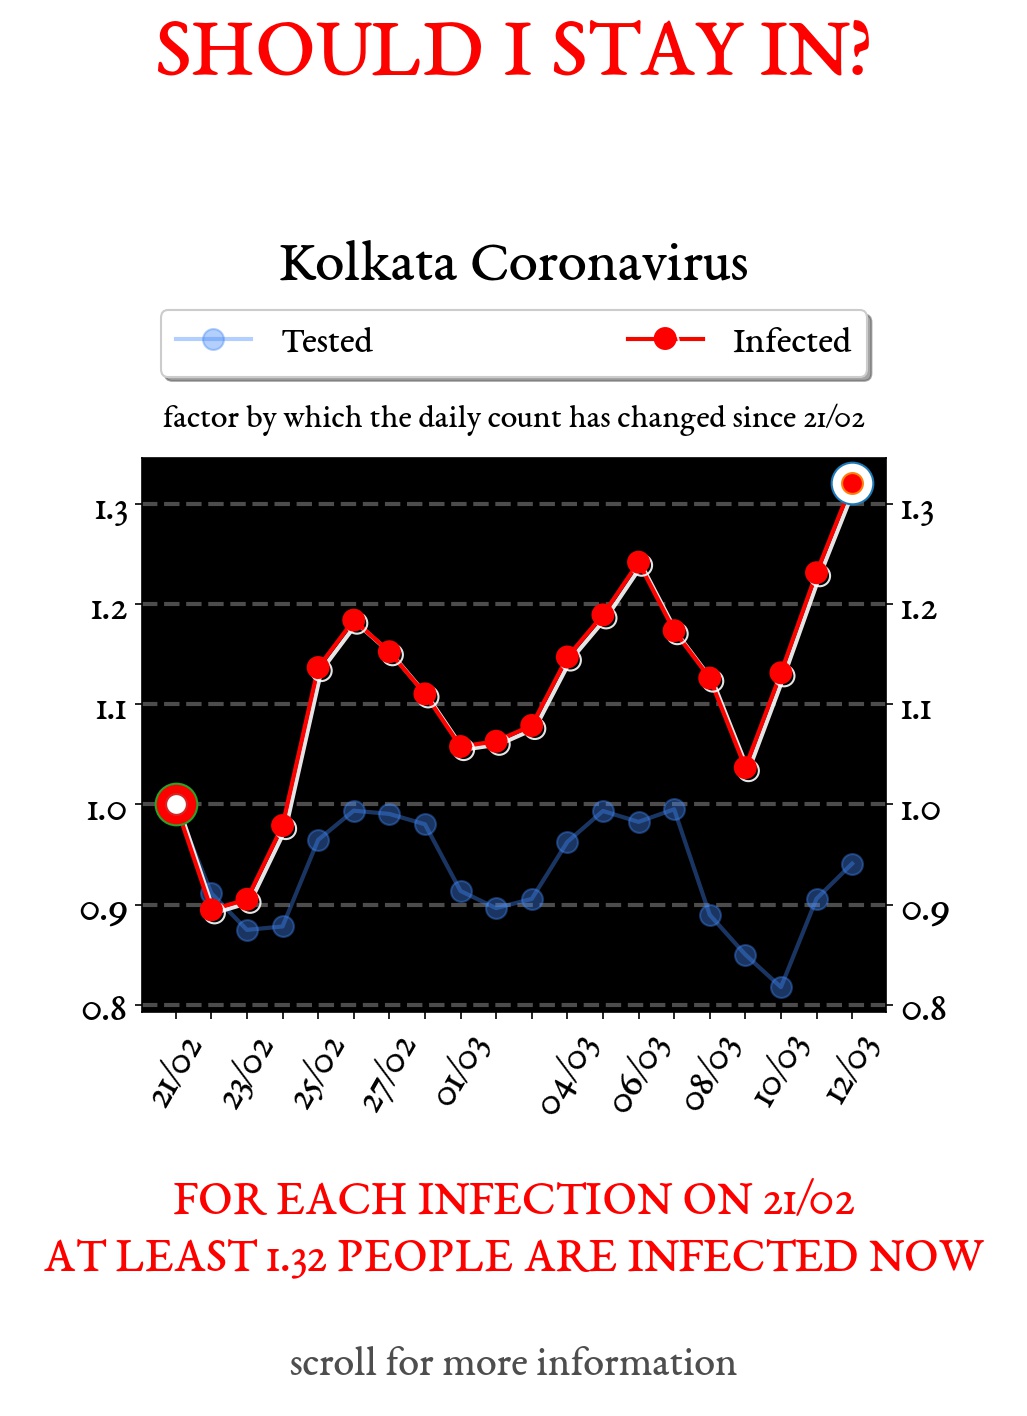 SHOULD I STAY IN?
Kolkata Coronavirus
Tested Infected
factor by which the daily count has changed since 21/02
1.3 1.3
1.2 1.2
1.1 1.1
1.0 1.0
0.9 0.9
0.8 0.8
21/02 23/02 25/02 27/02 01/03 04/03 06/03 08/03 10/03 12/03
FOR EACH INFECTION ON 21/02
AT LEAST 1.32 PEOPLE ARE INFECTED NOW
scroll for more information